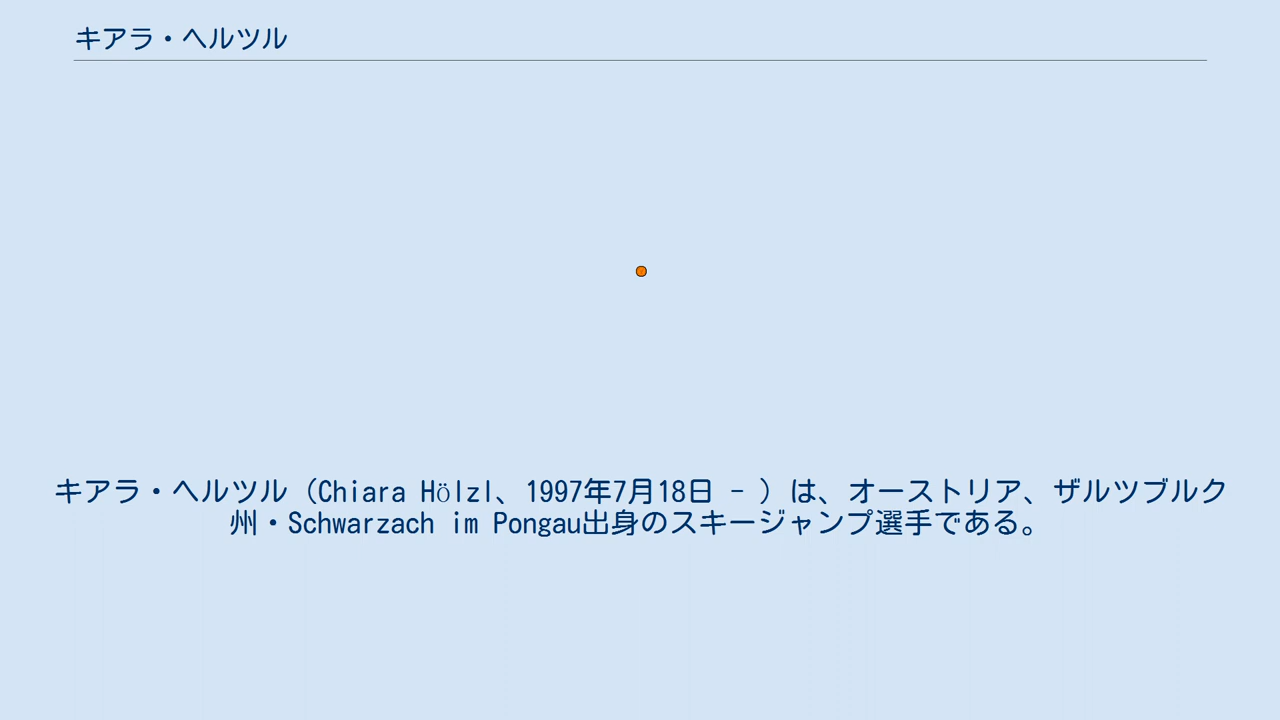 キアラ・ヘルツル
キアラ・ヘルツル（Chiara Hölzl、1997年7月18日 - ）は、オーストリア、ザルツブルク
州・Schwarzach im Pongau出身のスキージャンプ選手である。